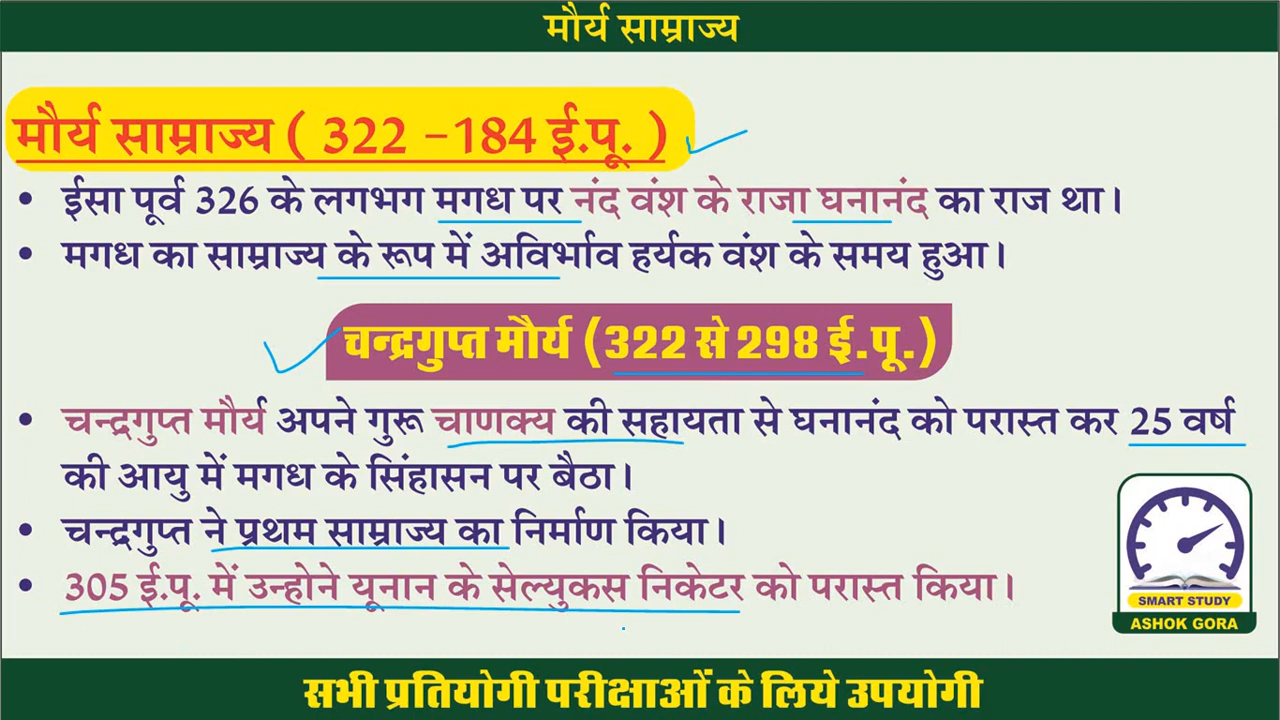 मौर्य साम्राज्य
मौर्य साम्राज्य ( 322 –184 ई.पू. )
• ईसा पूर्व 326 के लगभग मगध पर नंद वंश के राजा घनानंद का राज था।
• मगध का साम्राज्य के रूप में अविर्भाव हर्यक वंश के समय हुआ।
चन्द्रगुप्त मौर्य (322 से 298 ई.पू.)
• चन्द्रगुप्त मौर्य अपने गुरू चाणक्य की सहायता से घनानंद को परास्त कर 25 वर्ष
की आयु में मगध के सिंहासन पर बैठा।
• चन्द्रगुप्त ने प्रथम साम्राज्य का निर्माण किया।
• 305 ई.पू. में उन्होने यूनान के सेल्युकस निकेटर को परास्त किया।
SMART STUDY
ASHOK GORA
सभी प्रतियोगी परीक्षाओं के लिये उपयोगी